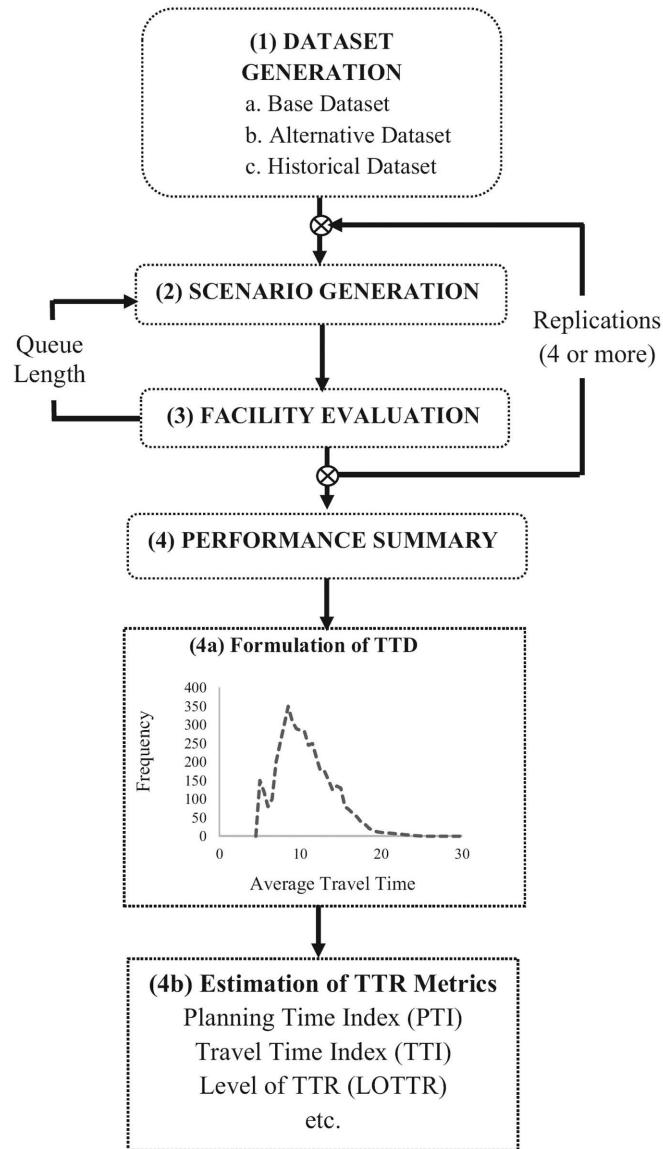 (1) DATASET
GENERATION
a. Base Dataset
b. Alternative Dataset
c. Historical Dataset
(2) SCENARIO GENERATION
Queue
Length
Replications
(4 or more)
(3) FACILITY EVALUATION
(4) PERFORMANCE SUMMARY
(4a) Formulation of TTD
Frequency
400
350
300
250
200
150
100
50
0
0 10 20 30
Average Travel Time
(4b) Estimation of TTR Metrics
Planning Time Index (PTI)
Travel Time Index (TTI)
Level of TTR (LOTTR)
etc.